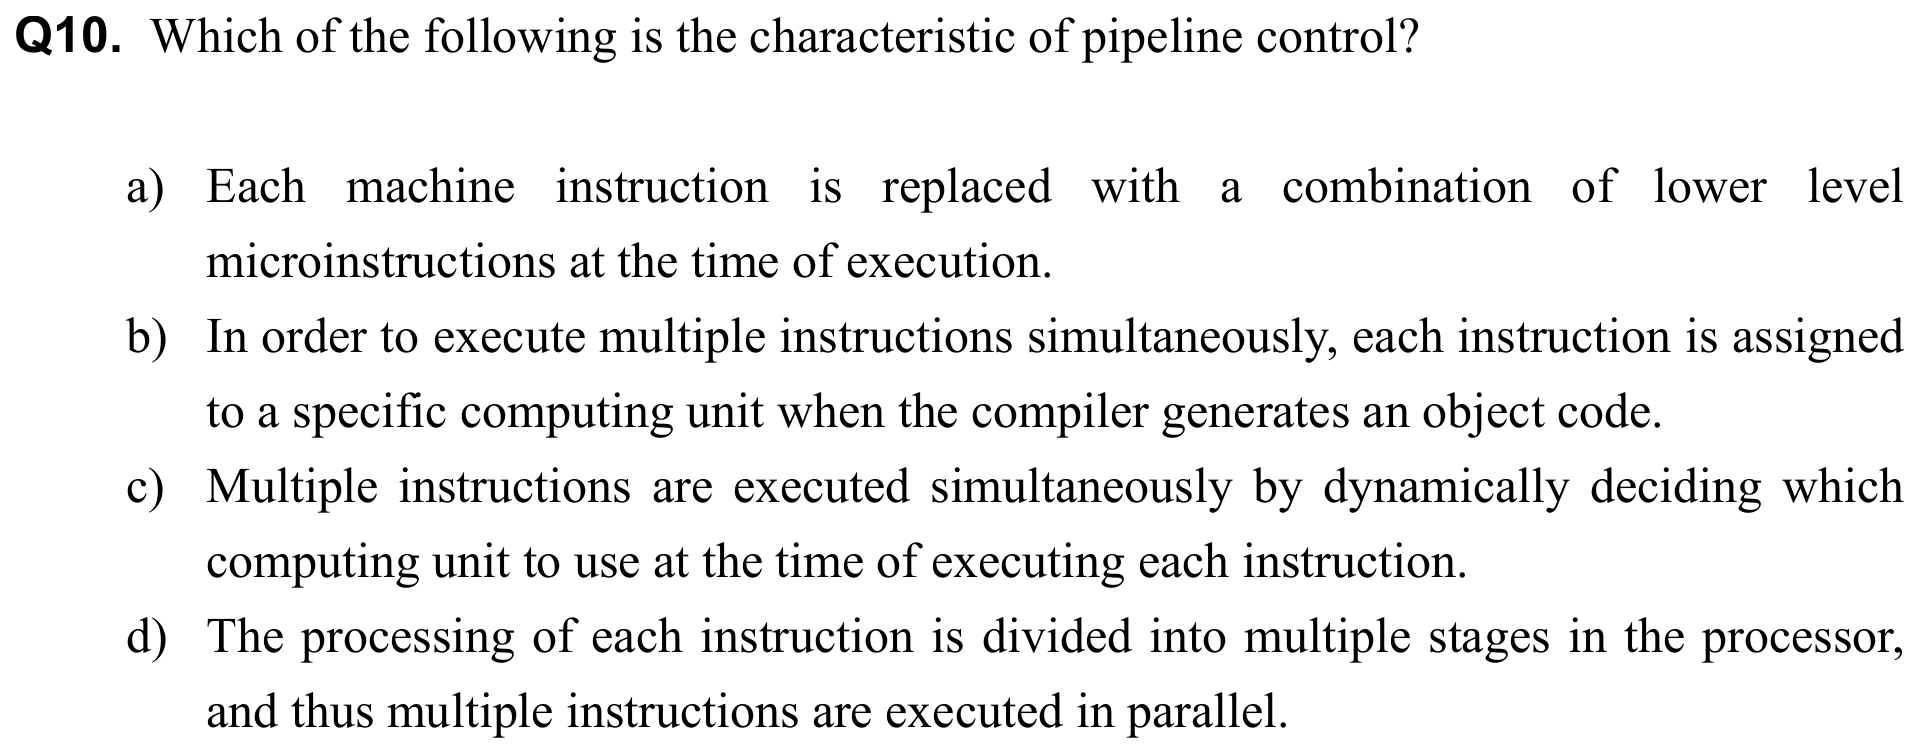 Q10. Which of the following is the characteristic of pipeline control?
a) Each machine instruction is replaced with a combination of lower level
microinstructions at the time of execution.
b) In order to execute multiple instructions simultaneously, each instruction is assigned
to a specific computing unit when the compiler generates an object code.
c) Multiple instructions are executed simultaneously by dynamically deciding which
computing unit to use at the time of executing each instruction.
d) The processing of each instruction is divided into multiple stages in the processor,
and thus multiple instructions are executed in parallel.